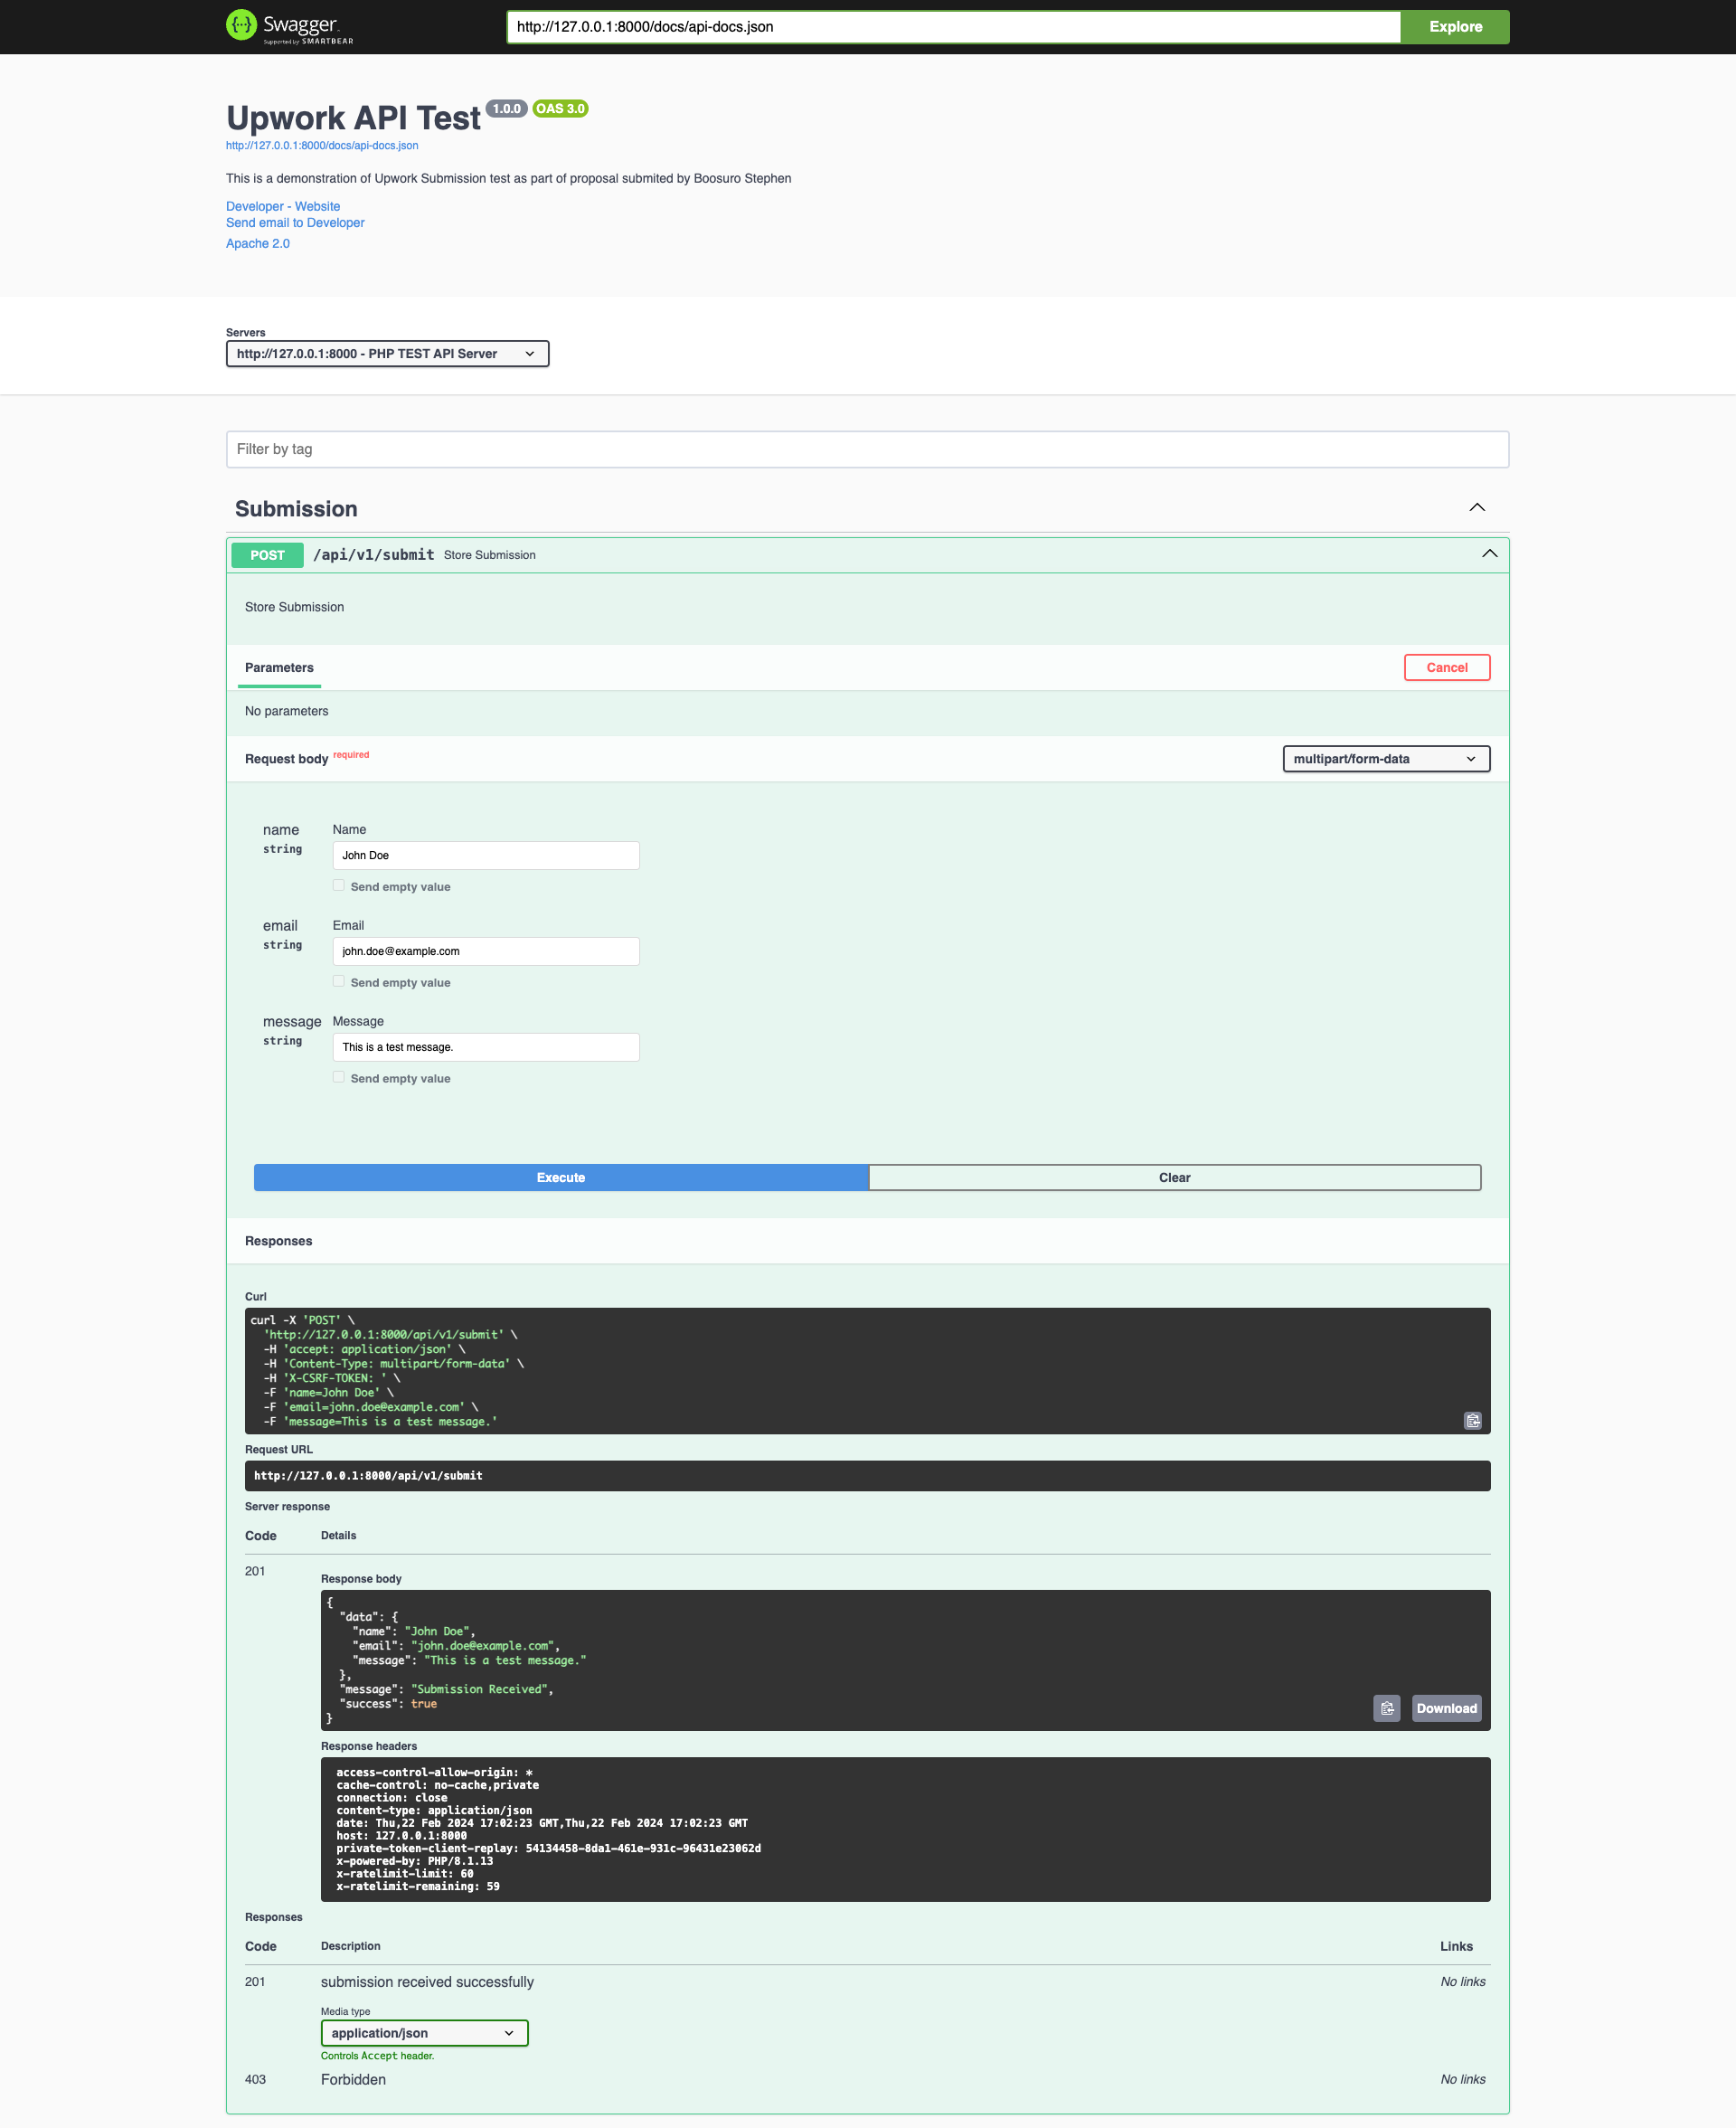 Swagger
Supported by SMARTBEAR
http://127.0.0.1:8000/docs/api-docs.json
Explore
Upwork API Test 1.0.0 OAS 3.0
http://127.0.0.1:8000/docs/api-docs.json
This is a demonstration of Upwork Submission test as part of proposal submited by Boosuro Stephen
Developer - Website
Send email to Developer
Apache 2.0
Servers
http://127.0.0.1:8000 - PHP TEST API Server
Filter by tag
Submission
POST /api/v1/submit Store Submission
Store Submission
Parameters
Cancel
No parameters
Request body required
multipart/form-data
name Name
string
John Doe
Send empty value
email Email
string
john.doe@example.com
Send empty value
message Message
string
This is a test message.
Send empty value
Execute
Clear
Responses
Curl
curl -X 'POST' \
  'http://127.0.0.1:8000/api/v1/submit' \
  -H 'accept: application/json' \
  -H 'Content-Type: multipart/form-data' \
  -H 'X-CSRF-TOKEN: ' \
  -F 'name=John Doe' \
  -F 'email=john.doe@example.com' \
  -F 'message=This is a test message.'
Request URL
http://127.0.0.1:8000/api/v1/submit
Server response
Code Details
201
Response body
{
  "data": {
    "name": "John Doe",
    "email": "john.doe@example.com",
    "message": "This is a test message."
  },
  "message": "Submission Received",
  "success": true
}
Download
Response headers
access-control-allow-origin: *
cache-control: no-cache,private
connection: close
content-type: application/json
date: Thu,22 Feb 2024 17:02:23 GMT,Thu,22 Feb 2024 17:02:23 GMT
host: 127.0.0.1:8000
private-token-client-replay: 54134458-8da1-461e-931c-96431e23062d
x-powered-by: PHP/8.1.13
x-ratelimit-limit: 60
x-ratelimit-remaining: 59
Responses
Code Description Links
201 submission received successfully No links
Media type
application/json
Controls Accept header.
403 Forbidden No links